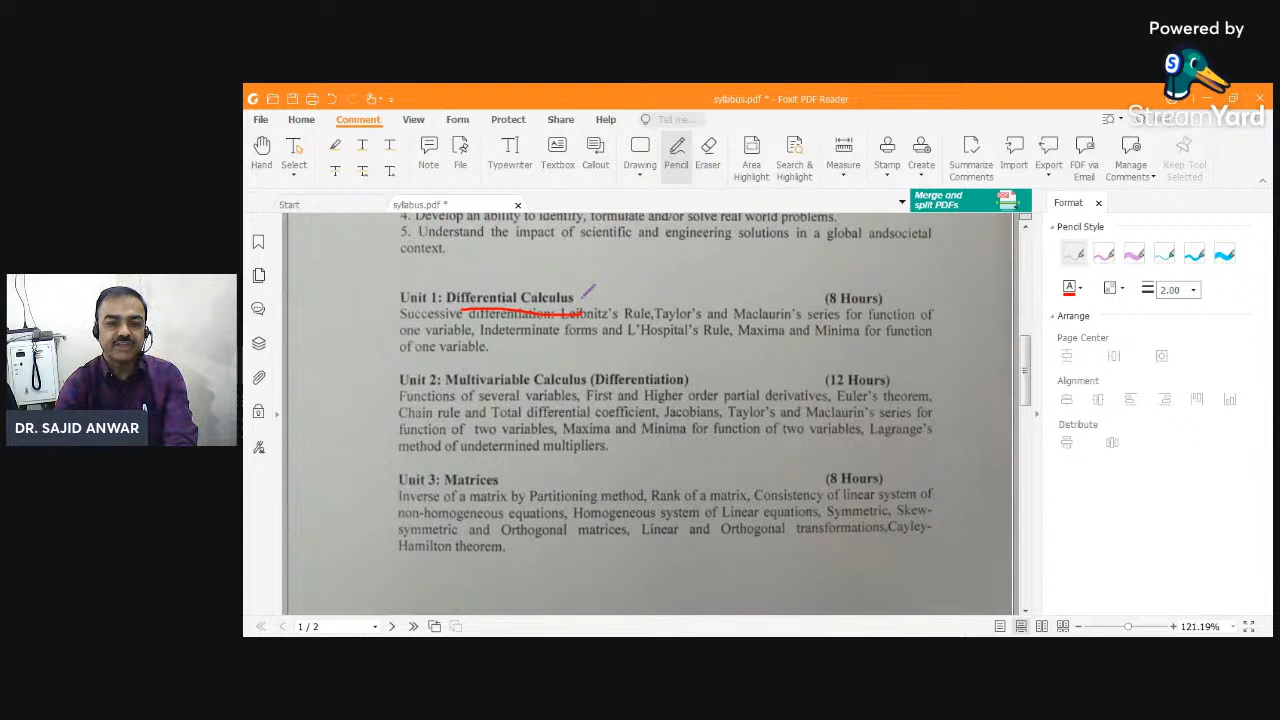 Powered by
S
StreamYard
syllabus.pdf * - Foxit PDF Reader
File Home Comment View Form Protect Share Help Tell me...
Hand Select Note File Typewriter Textbox Callout Drawing Pencil Eraser Area Highlight Search & Highlight Measure Stamp Create Summarize Comments Import Export FDF via Email Manage Comments Keep Tool Selected
Start syllabus.pdf * Merge and split PDFs Format
4. Develop an ability to identify, formulate and/or solve real world problems.
5. Understand the impact of scientific and engineering solutions in a global andsocietal
context.
Unit 1: Differential Calculus (8 Hours)
Successive differentiation: Leibnitz's Rule,Taylor's and Maclaurin's series for function of
one variable, Indeterminate forms and L'Hospital's Rule, Maxima and Minima for function
of one variable.
Unit 2: Multivariable Calculus (Differentiation) (12 Hours)
Functions of several variables, First and Higher order partial derivatives, Euler's theorem,
Chain rule and Total differential coefficient, Jacobians, Taylor's and Maclaurin's series for
function of two variables, Maxima and Minima for function of two variables, Lagrange's
method of undetermined multipliers.
Unit 3: Matrices (8 Hours)
Inverse of a matrix by Partitioning method, Rank of a matrix, Consistency of linear system of
non-homogeneous equations, Homogeneous system of Linear equations, Symmetric, Skew-
symmetric and Orthogonal matrices, Linear and Orthogonal transformations,Cayley-
Hamilton theorem.
Pencil Style
2.00
Arrange
Page Center
Alignment
Distribute
DR. SAJID ANWAR
1 / 2
121.19%